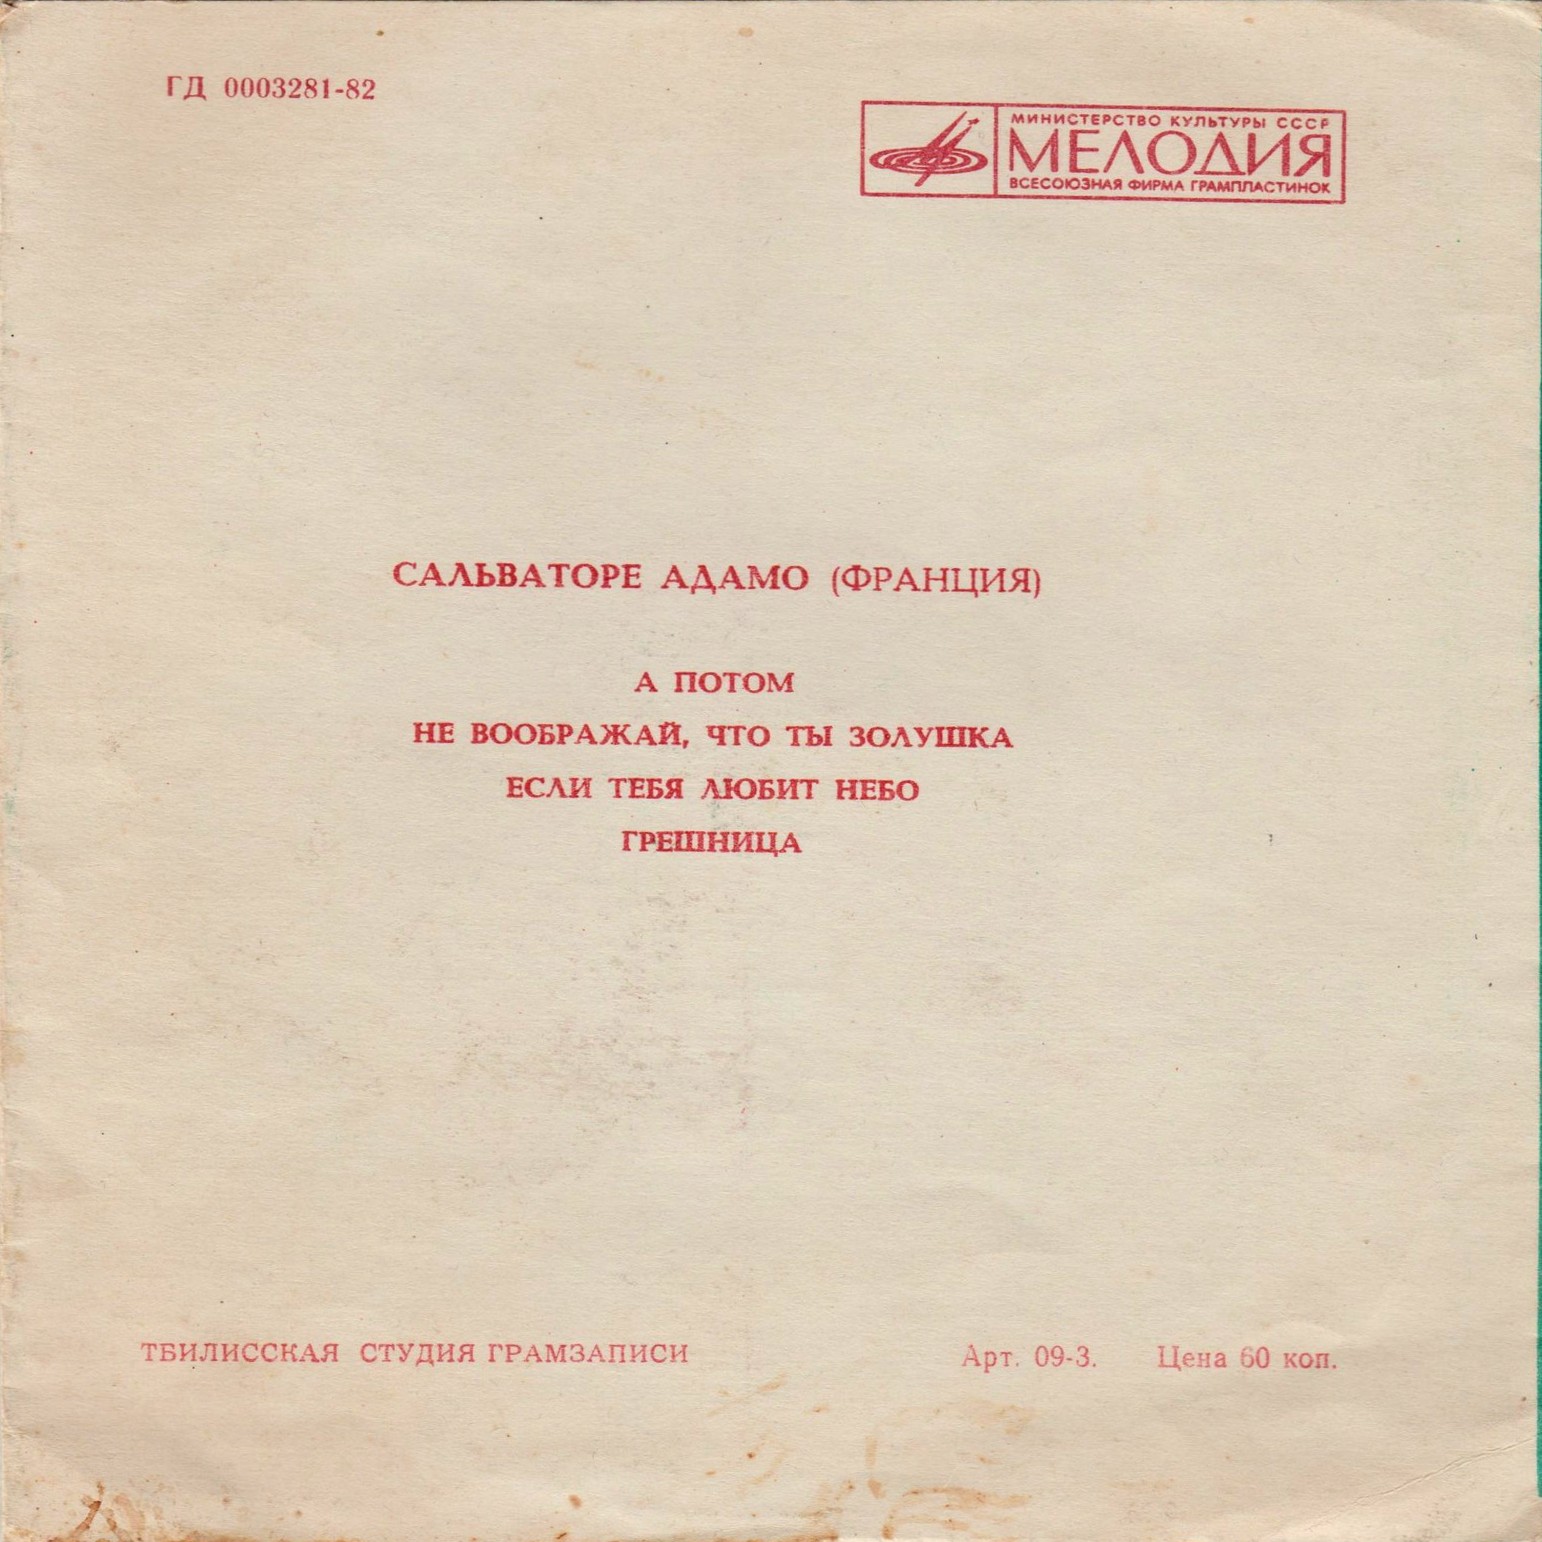 ГД 0003281-82
МИНИСТЕРСТВО КУЛЬТУРЫ СССР
МЕЛОДИЯ
ВСЕСОЮЗНАЯ ФИРМА ГРАМПЛАСТИНОК
САЛЬВАТОРЕ АДАМО (ФРАНЦИЯ)
А ПОТОМ
НЕ ВООБРАЖАЙ, ЧТО ТЫ ЗОЛУШКА
ЕСЛИ ТЕБЯ ЛЮБИТ НЕБО
ГРЕШНИЦА
ТБИЛИССКАЯ СТУДИЯ ГРАМЗАПИСИ
Арт. 09-3. Цена 60 коп.